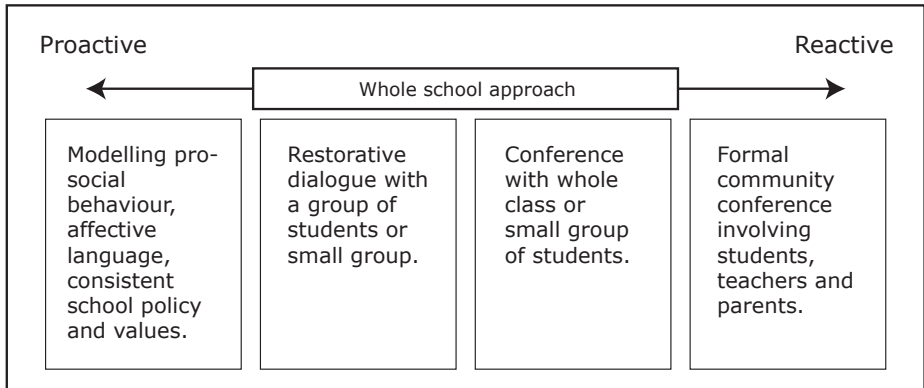 Proactive
Reactive
Whole school approach
Modelling pro-
social
behaviour,
affective
language,
consistent
school policy
and values.
Restorative
dialogue with
a group of
students or
small group.
Conference
with whole
class or
small group
of students.
Formal
community
conference
involving
students,
teachers and
parents.